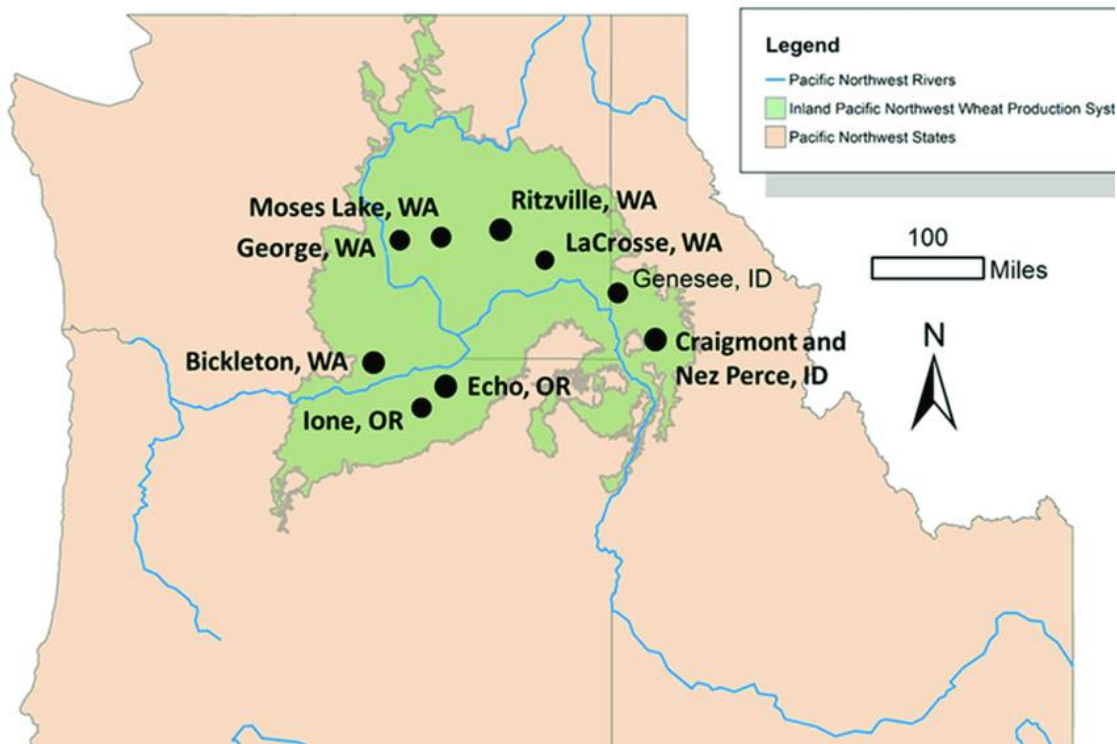 Legend
Pacific Northwest Rivers
Inland Pacific Northwest Wheat Production Syst
Pacific Northwest States
Moses Lake, WA
Ritzville, WA
George, WA
LaCrosse, WA
100
Miles
Genesee, ID
N
Bickleton, WA
Craigmont and
Nez Perce, ID
Echo, OR
Ione, OR